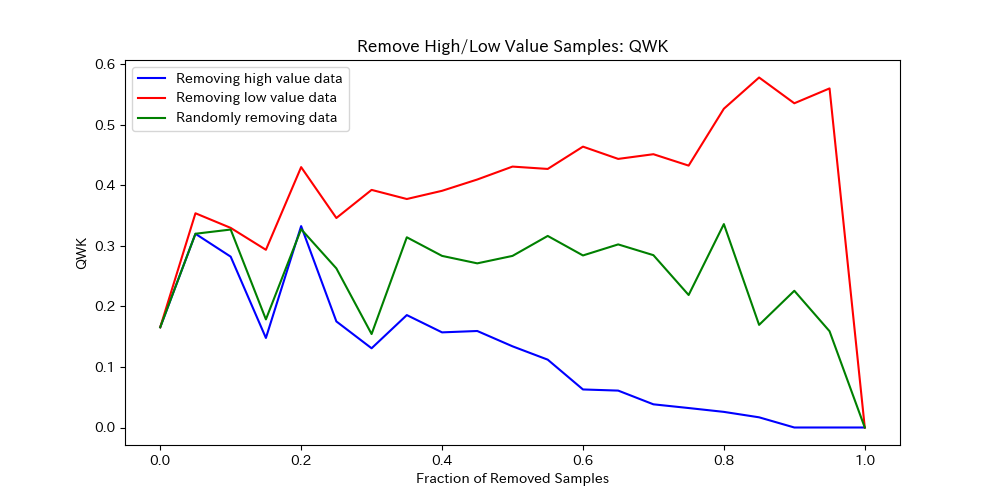 Remove High/Low Value Samples: QWK
Removing high value data
Removing low value data
Randomly removing data
QWK
0.6
0.5
0.4
0.3
0.2
0.1
0.0
0.0 0.2 0.4 0.6 0.8 1.0
Fraction of Removed Samples